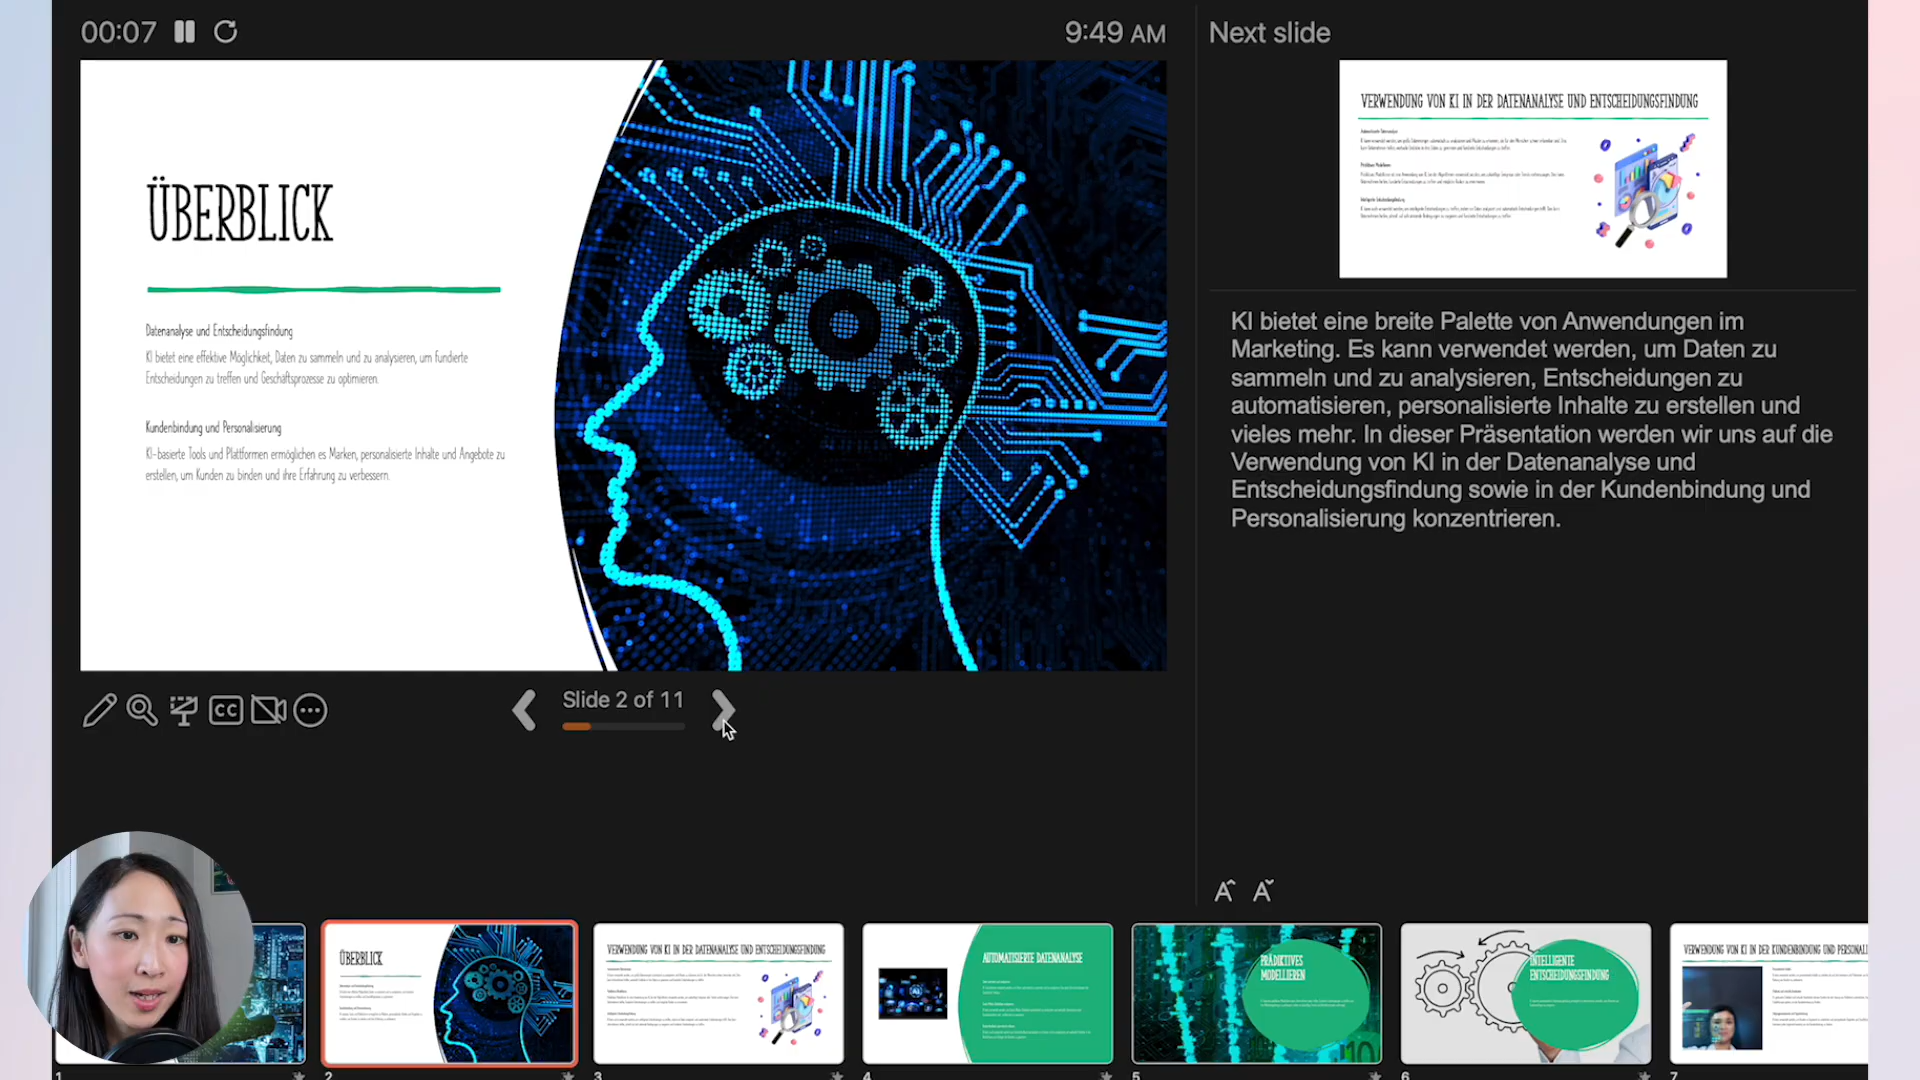 00:07
9:49 AM
Next slide
ÜBERBLICK
Datenanalyse und Entscheidungsfindung
KI bietet eine effektive Möglichkeit, Daten zu sammeln und zu analysieren, um fundierte
Entscheidungen zu treffen und Geschäftsprozesse zu optimieren.
Kundenbindung und Personalisierung
KI-basierte Tools und Plattformen ermöglichen es Marken, personalisierte Inhalte und Angebote zu
erstellen, um Kunden zu binden und ihre Erfahrung zu verbessern.
VERWENDUNG VON KI IN DER DATENANALYSE UND ENTSCHEIDUNGSFINDUNG
KI bietet eine breite Palette von Anwendungen im
Marketing. Es kann verwendet werden, um Daten zu
sammeln und zu analysieren, Entscheidungen zu
automatisieren, personalisierte Inhalte zu erstellen und
vieles mehr. In dieser Präsentation werden wir uns auf die
Verwendung von KI in der Datenanalyse und
Entscheidungsfindung sowie in der Kundenbindung und
Personalisierung konzentrieren.
CC
Slide 2 of 11
A A
ÜBERBLICK
VERWENDUNG VON KI IN DER DATENANALYSE UND ENTSCHEIDUNGSFINDUNG
AUTOMATISIERTE DATENANALYSE
PRÄDIKTIVES
MODELLIEREN
INTELLIGENTE
ENTSCHEIDUNGSFINDUNG
VERWENDUNG VON KI IN DER KUNDENBINDUNG UND
1 2 3 4 5 6 7